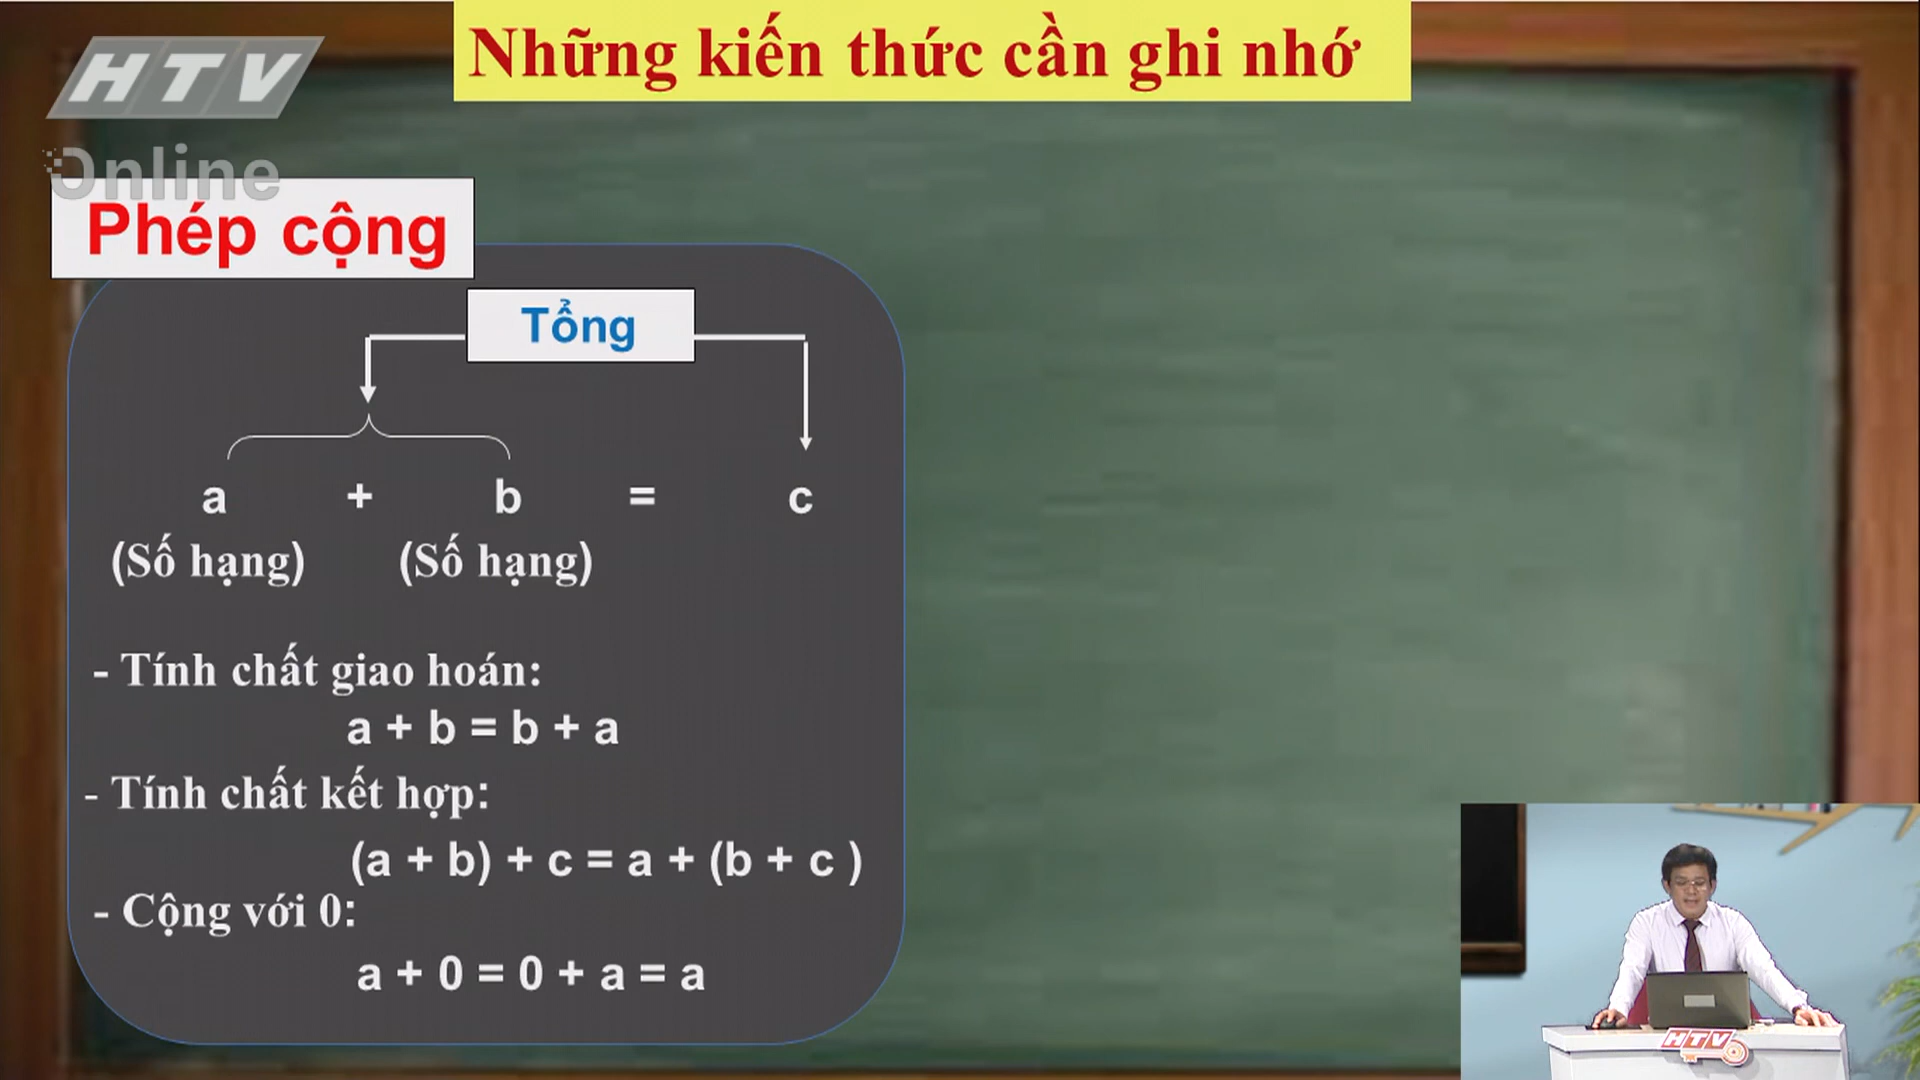 Những kiến thức cần ghi nhớ
HTV
Online
Phép cộng
Tổng
a + b = c
(Số hạng) (Số hạng)
- Tính chất giao hoán:
a + b = b + a
- Tính chất kết hợp:
(a + b) + c = a + (b + c )
- Cộng với 0:
a + 0 = 0 + a = a
HTV